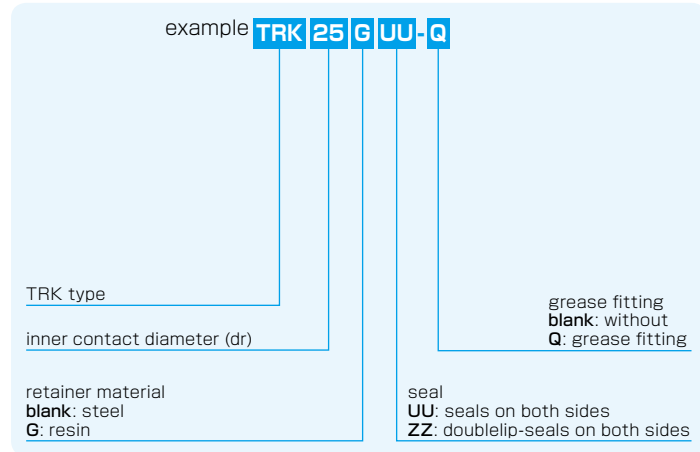 example TRK 25 G UU-Q
TRK type
inner contact diameter (dr)
retainer material
blank: steel
G: resin
grease fitting
blank: without
Q: grease fitting
seal
UU: seals on both sides
ZZ: doublelip-seals on both sides